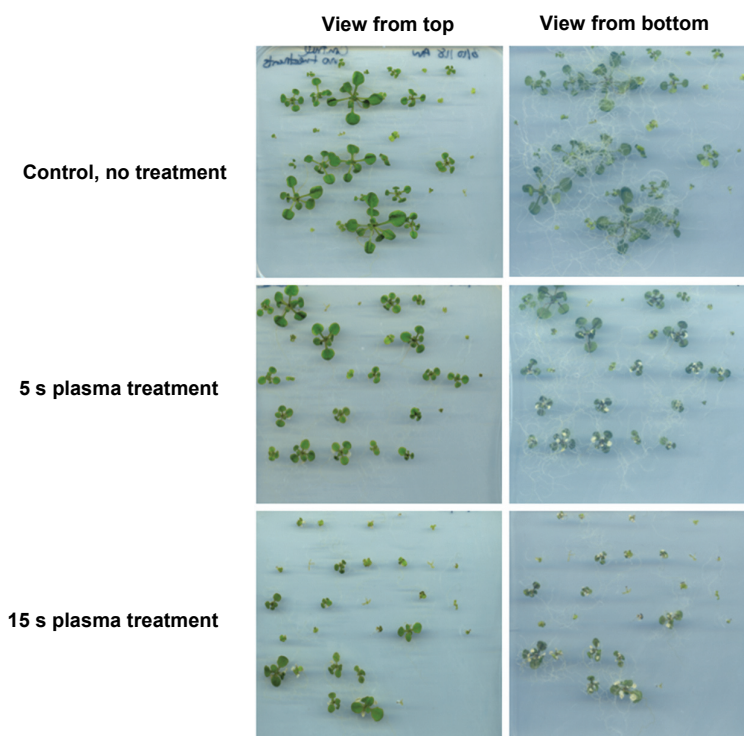 View from top
View from bottom
Control, no treatment
5 s plasma treatment
15 s plasma treatment